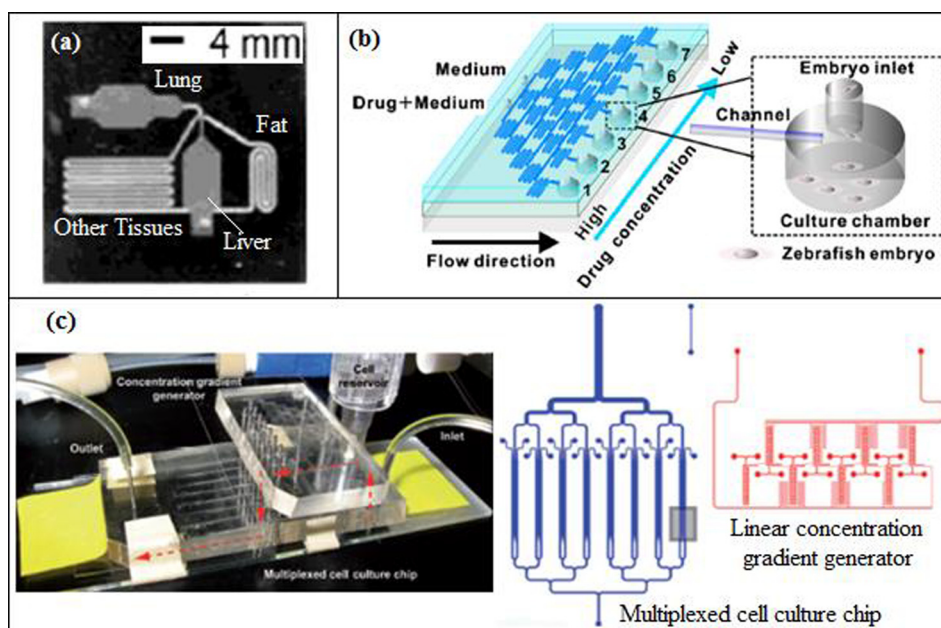 (a)
4 mm
Lung
Fat
Other Tissues
Liver
(b)
Medium
Drug+Medium
7
6
5
4
3
2
1
Low
Drug concentration
High
Flow direction
Embryo inlet
Channel
Culture chamber
Zebrafish embryo
(c)
Concentration gradient
generator
Cell
reservoir
Outlet
Inlet
Multiplexed cell culture chip
Linear concentration
gradient generator
Multiplexed cell culture chip